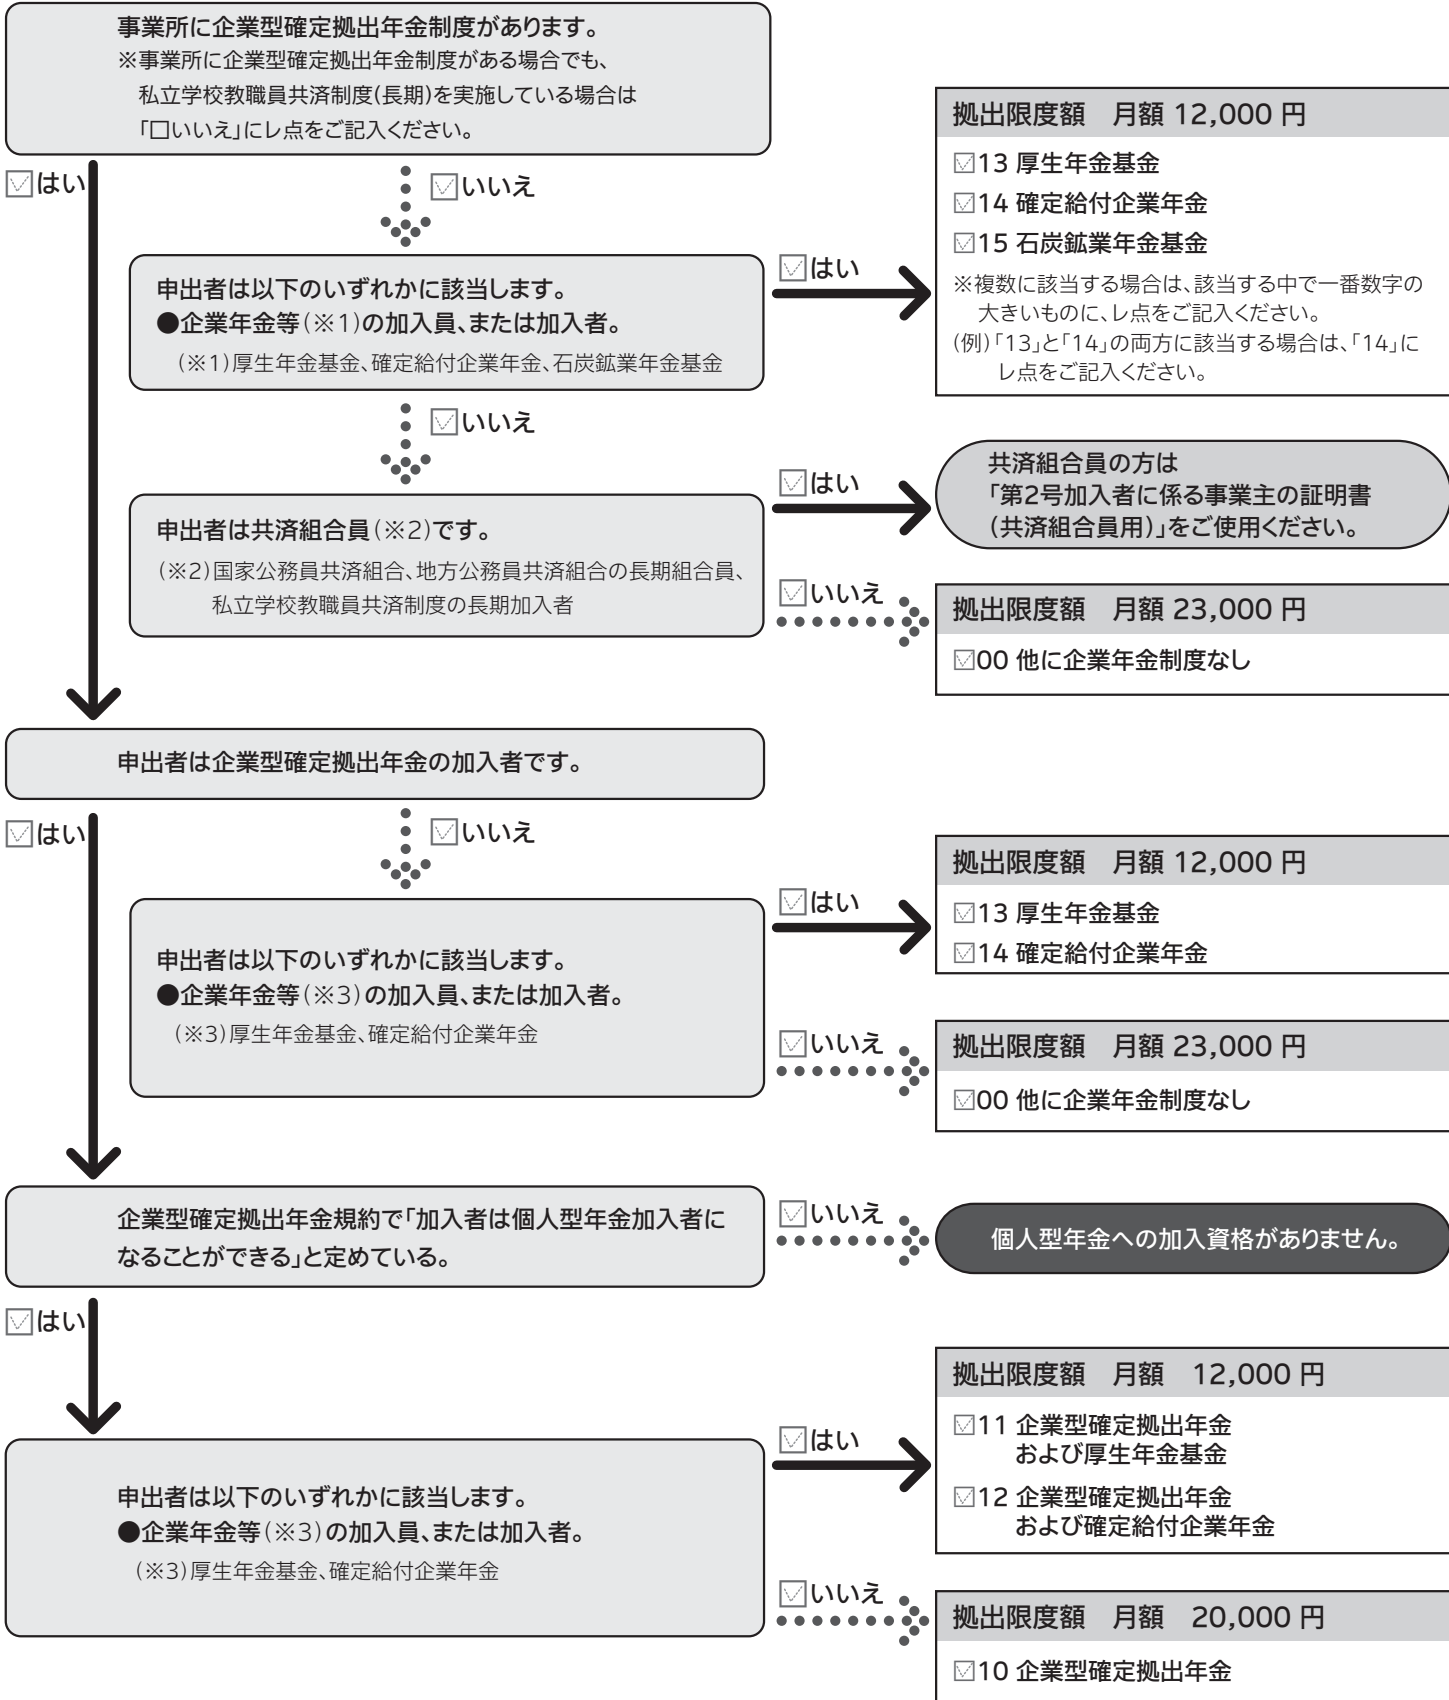 事業所に企業型確定拠出年金制度があります。
※事業所に企業型確定拠出年金制度がある場合でも、
私立学校教職員共済制度(長期)を実施している場合は
「□いいえ」にレ点をご記入ください。
☑はい
☑いいえ
申出者は以下のいずれかに該当します。
●企業年金等(※1)の加入員、または加入者。
(※1)厚生年金基金、確定給付企業年金、石炭鉱業年金基金
☑はい
拠出限度額 月額 12,000 円
☑13 厚生年金基金
☑14 確定給付企業年金
☑15 石炭鉱業年金基金
※複数に該当する場合は、該当する中で一番数字の
大きいものに、レ点をご記入ください。
(例)「13」と「14」の両方に該当する場合は、「14」に
レ点をご記入ください。
☑いいえ
申出者は共済組合員(※2)です。
(※2)国家公務員共済組合、地方公務員共済組合の長期組合員、
私立学校教職員共済制度の長期加入者
☑はい
共済組合員の方は
「第2号加入者に係る事業主の証明書
(共済組合員用)」をご使用ください。
☑いいえ
拠出限度額 月額 23,000 円
☑00 他に企業年金制度なし
申出者は企業型確定拠出年金の加入者です。
☑はい
☑いいえ
申出者は以下のいずれかに該当します。
●企業年金等(※3)の加入員、または加入者。
(※3)厚生年金基金、確定給付企業年金
☑はい
拠出限度額 月額 12,000 円
☑13 厚生年金基金
☑14 確定給付企業年金
☑いいえ
拠出限度額 月額 23,000 円
☑00 他に企業年金制度なし
企業型確定拠出年金規約で「加入者は個人型年金加入者に
なることができる」と定めている。
☑いいえ
個人型年金への加入資格がありません。
☑はい
申出者は以下のいずれかに該当します。
●企業年金等(※3)の加入員、または加入者。
(※3)厚生年金基金、確定給付企業年金
☑はい
拠出限度額 月額 12,000 円
☑11 企業型確定拠出年金
および厚生年金基金
☑12 企業型確定拠出年金
および確定給付企業年金
☑いいえ
拠出限度額 月額 20,000 円
☑10 企業型確定拠出年金